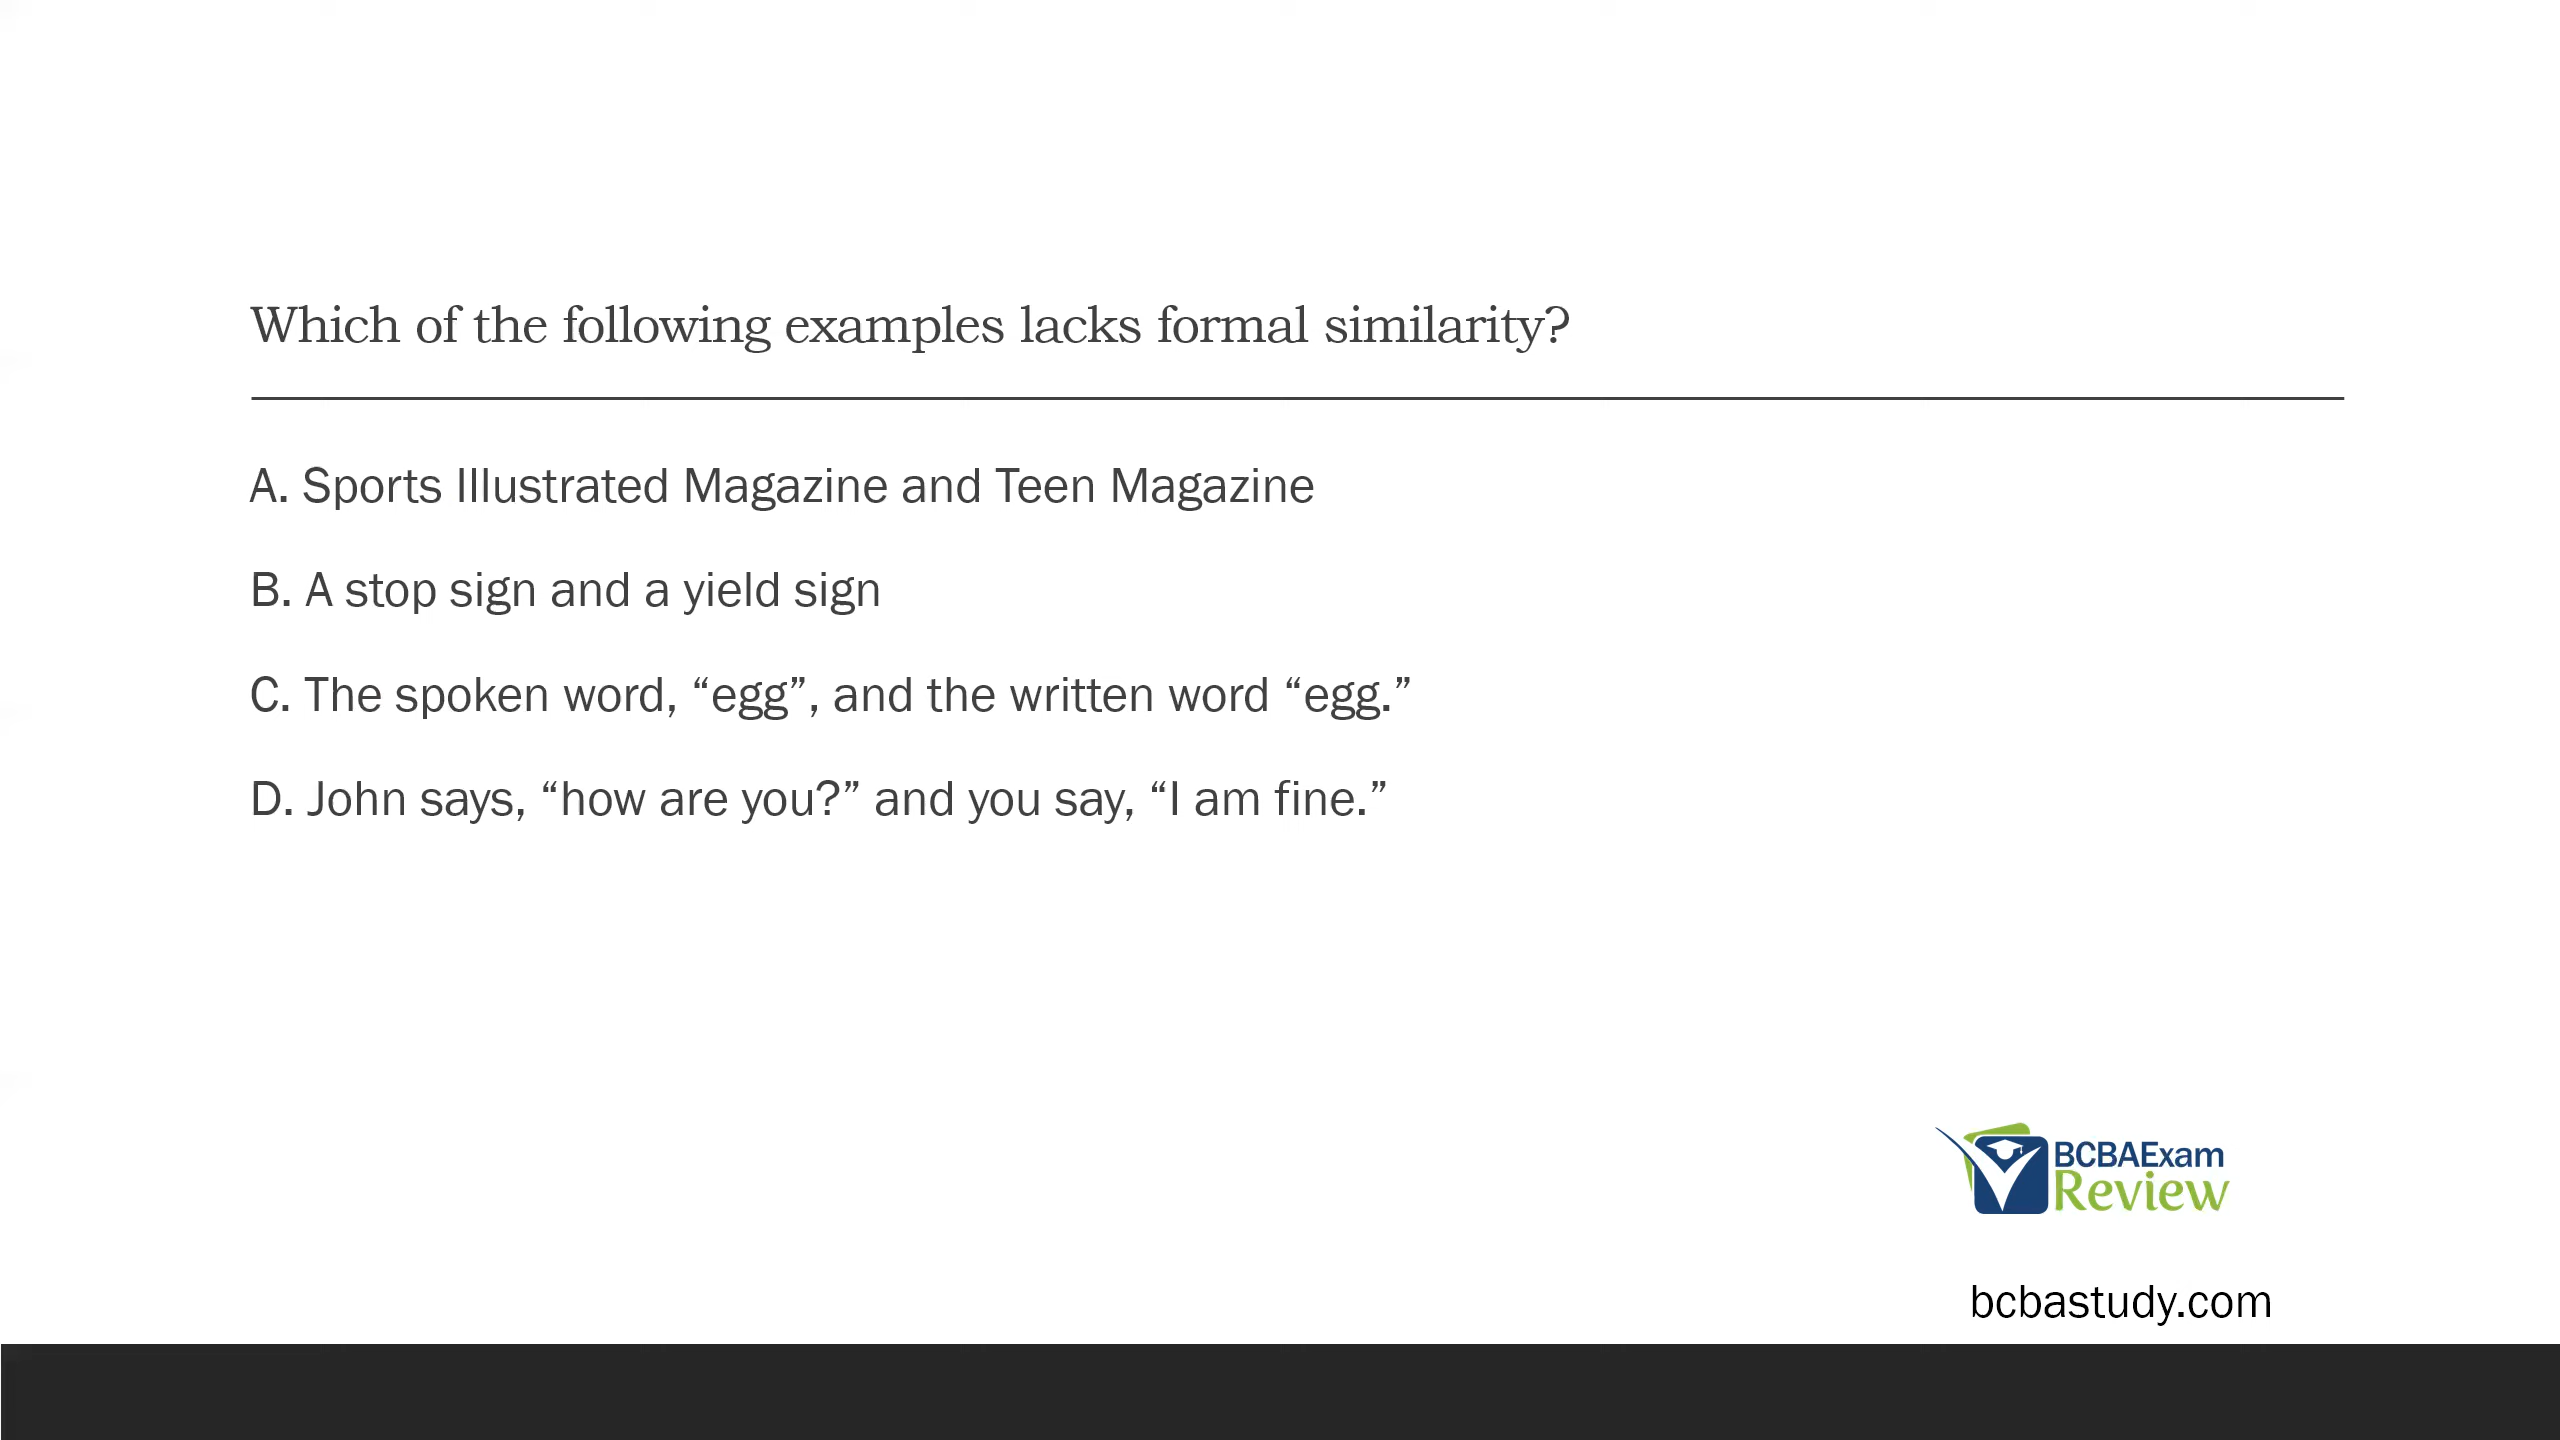 Which of the following examples lacks formal similarity?
A. Sports Illustrated Magazine and Teen Magazine
B. A stop sign and a yield sign
C. The spoken word, “egg”, and the written word “egg.”
D. John says, “how are you?” and you say, “I am fine.”
BCBAExam
Review
bcbastudy.com